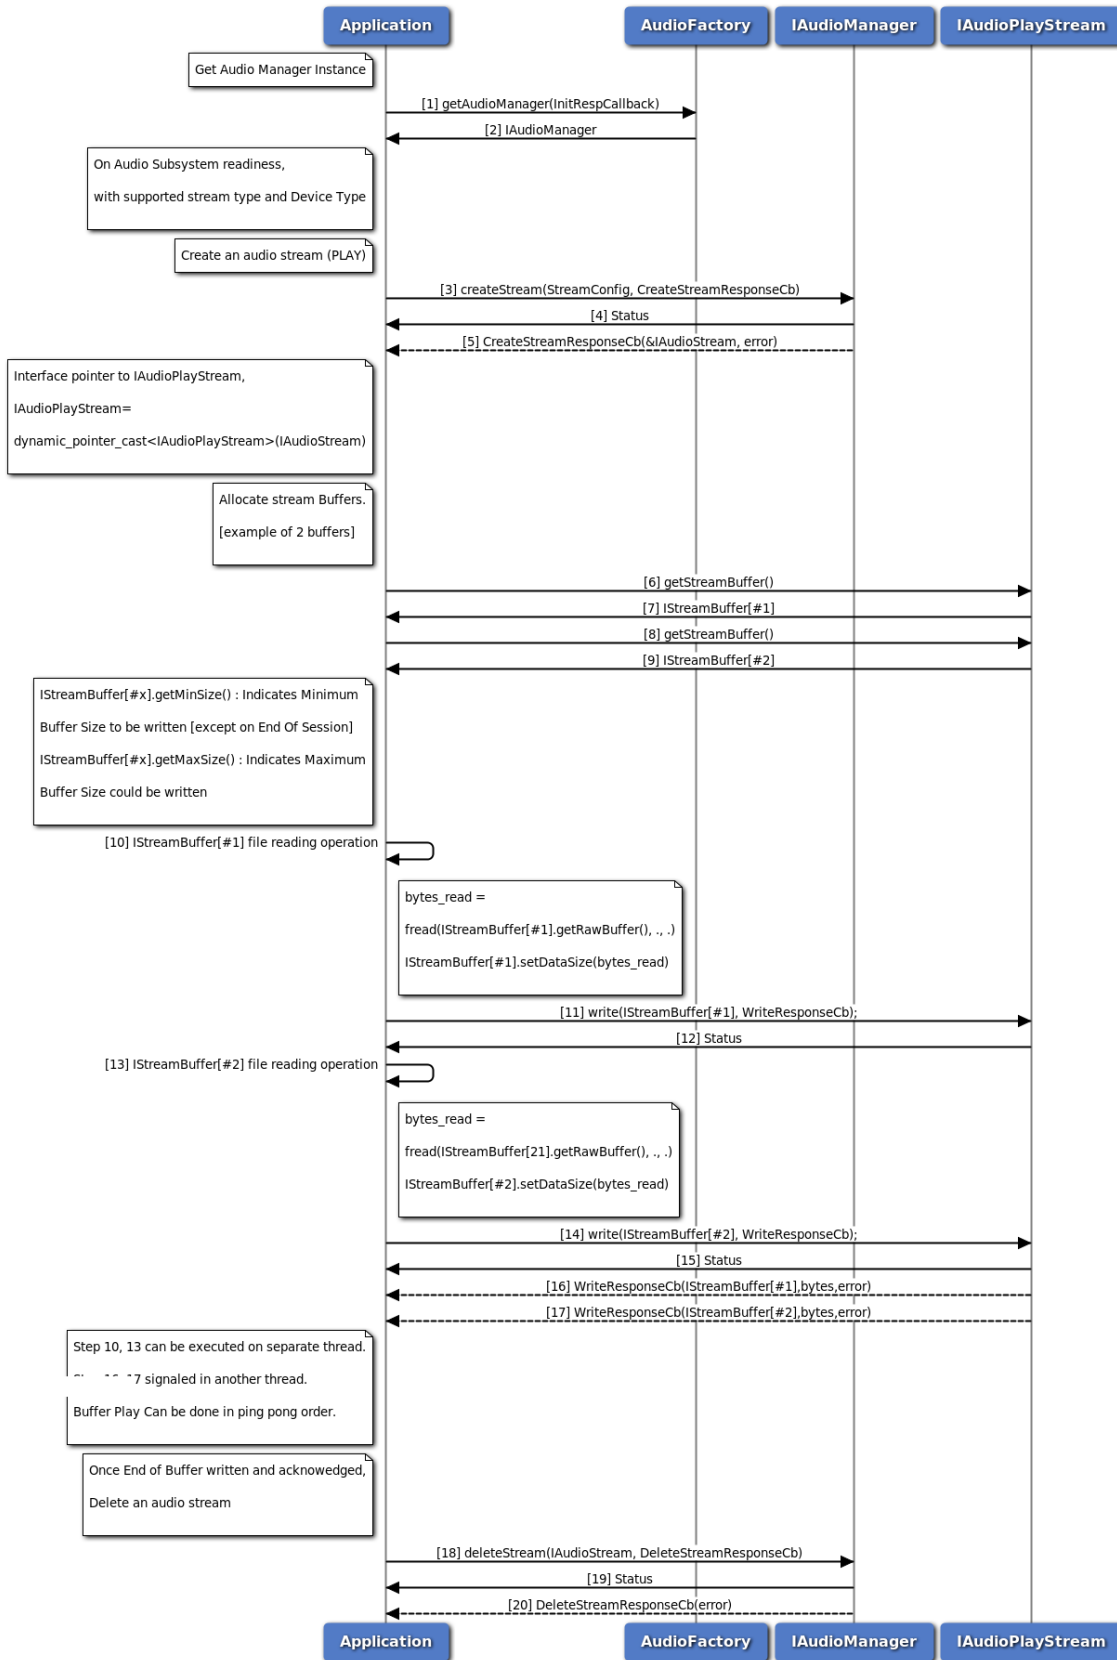 Application AudioFactory IAudioManager IAudioPlayStream
Get Audio Manager Instance
[1] getAudioManager(InitRespCallback)
[2] IAudioManager
On Audio Subsystem readiness,
with supported stream type and Device Type
Create an audio stream (PLAY)
[3] createStream(StreamConfig, CreateStreamResponseCb)
[4] Status
[5] CreateStreamResponseCb(&IAudioStream, error)
Interface pointer to IAudioPlayStream,
IAudioPlayStream=
dynamic_pointer_cast<IAudioPlayStream>(IAudioStream)
Allocate stream Buffers.
[example of 2 buffers]
[6] getStreamBuffer()
[7] IStreamBuffer[#1]
[8] getStreamBuffer()
[9] IStreamBuffer[#2]
IStreamBuffer[#x].getMinSize() : Indicates Minimum
Buffer Size to be written [except on End Of Session]
IStreamBuffer[#x].getMaxSize() : Indicates Maximum
Buffer Size could be written
[10] IStreamBuffer[#1] file reading operation
bytes_read =
fread(IStreamBuffer[#1].getRawBuffer(), ., .)
IStreamBuffer[#1].setDataSize(bytes_read)
[11] write(IStreamBuffer[#1], WriteResponseCb);
[12] Status
[13] IStreamBuffer[#2] file reading operation
bytes_read =
fread(IStreamBuffer[21].getRawBuffer(), ., .)
IStreamBuffer[#2].setDataSize(bytes_read)
[14] write(IStreamBuffer[#2], WriteResponseCb);
[15] Status
[16] WriteResponseCb(IStreamBuffer[#1],bytes,error)
[17] WriteResponseCb(IStreamBuffer[#2],bytes,error)
Step 10, 13 can be executed on separate thread.
signaled in another thread.
Buffer Play Can be done in ping pong order.
Once End of Buffer written and acknowedged,
Delete an audio stream
[18] deleteStream(IAudioStream, DeleteStreamResponseCb)
[19] Status
[20] DeleteStreamResponseCb(error)
Application AudioFactory IAudioManager IAudioPlayStream